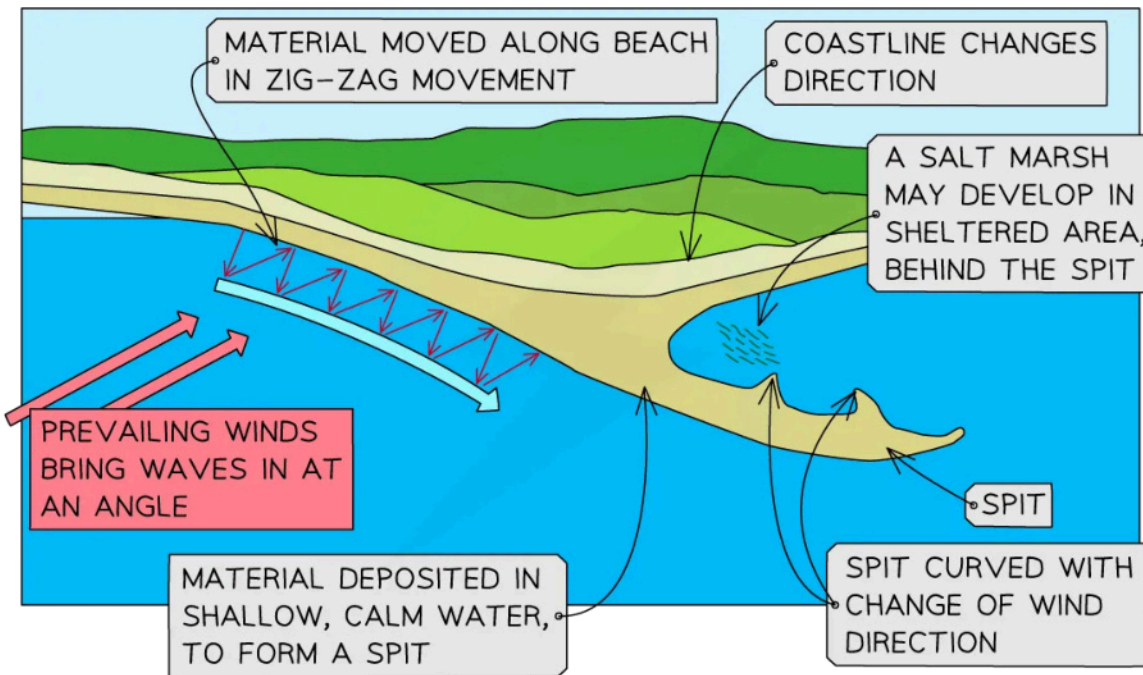 MATERIAL MOVED ALONG BEACH
IN ZIG-ZAG MOVEMENT
COASTLINE CHANGES
DIRECTION
A SALT MARSH
MAY DEVELOP IN
SHELTERED AREA,
BEHIND THE SPIT
PREVAILING WINDS
BRING WAVES IN AT
AN ANGLE
SPIT
MATERIAL DEPOSITED IN
SHALLOW, CALM WATER,
TO FORM A SPIT
SPIT CURVED WITH
CHANGE OF WIND
DIRECTION